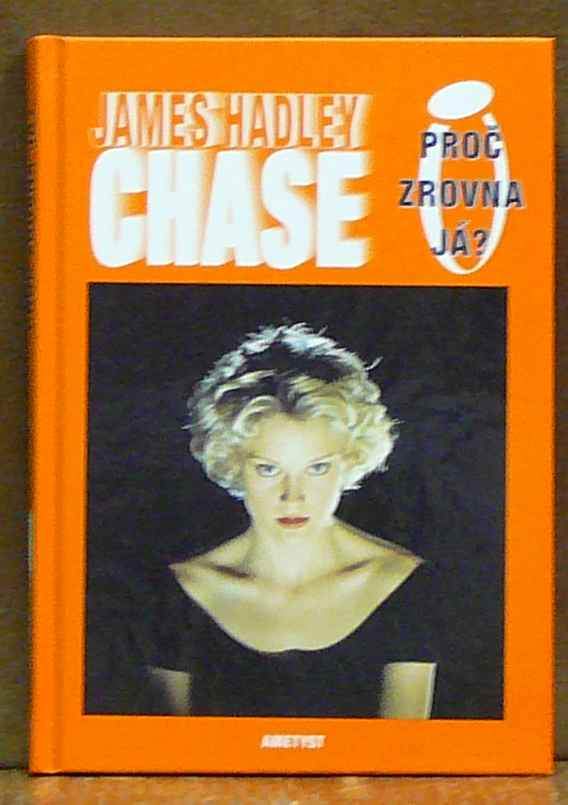 JAMES HADLEY
CHASE
PROČ
ZROVNA
JÁ?
AMETYST